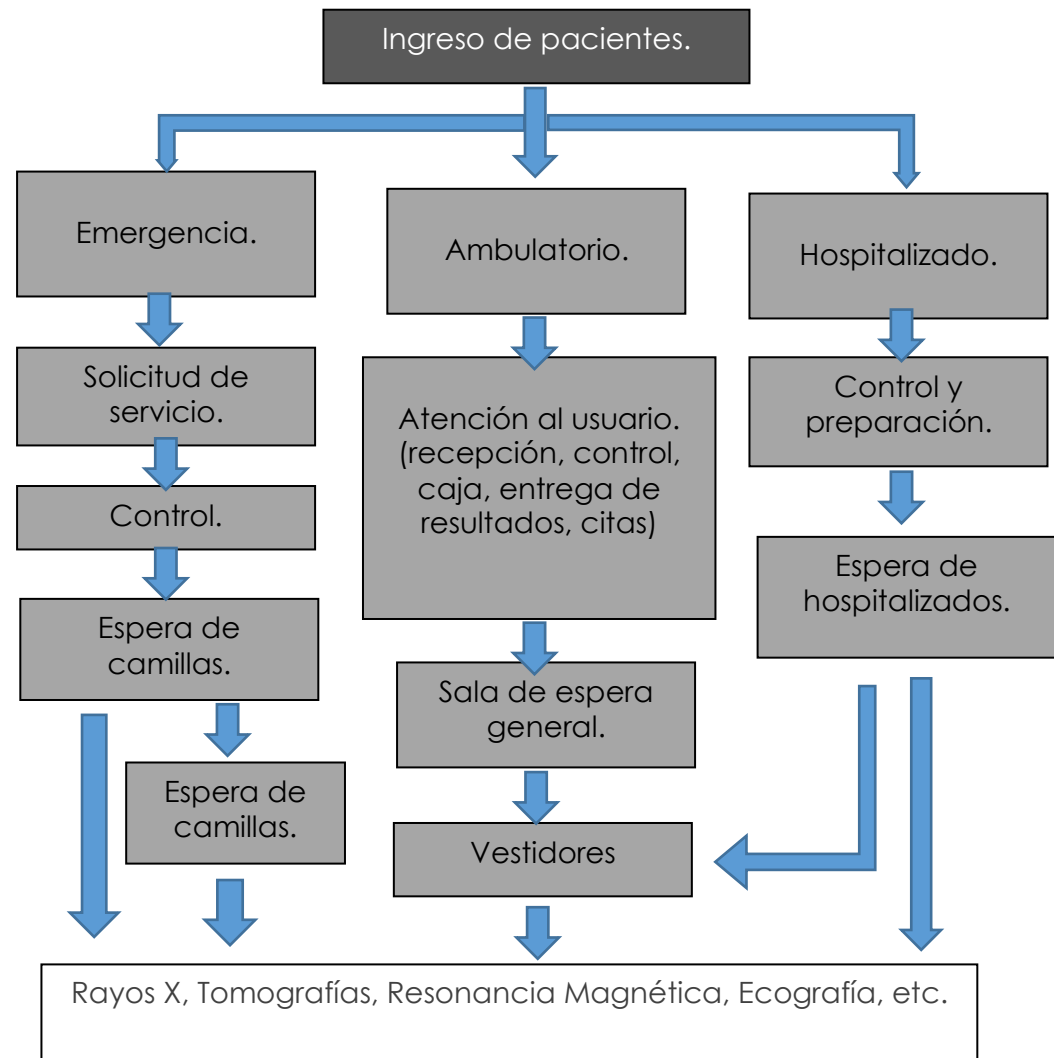 Ingreso de pacientes.
Emergencia.
Ambulatorio.
Hospitalizado.
Solicitud de
servicio.
Atención al usuario.
(recepción, control,
caja, entrega de
resultados, citas)
Control y
preparación.
Control.
Espera de
hospitalizados.
Espera de
camillas.
Sala de espera
general.
Espera de
camillas.
Vestidores
Rayos X, Tomografías, Resonancia Magnética, Ecografía, etc.